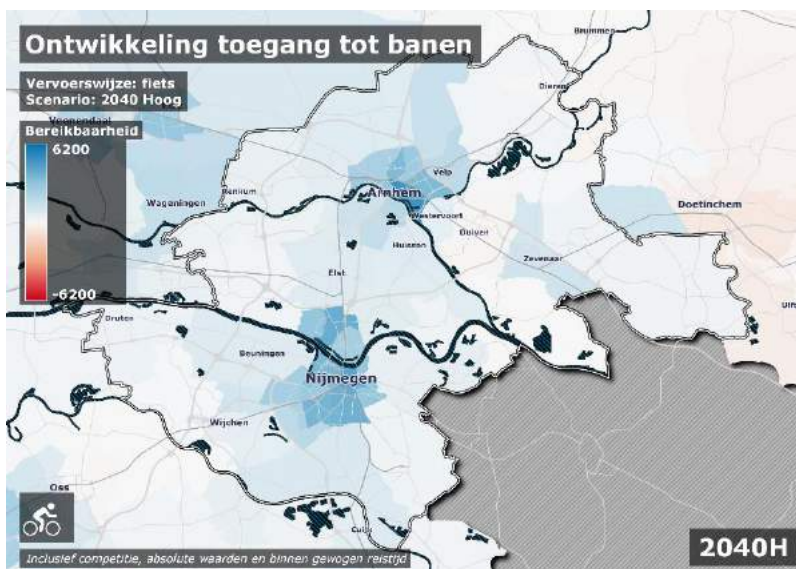 Ontwikkeling toegang tot banen
Brummen
Vervoerswijze: fiets
Scenario: 2040 Hoog
Dieren
Veenendaal
Bereikbaarheid
6200
Velp
Renkum
Arnhem
Wageningen
Westervoort
Doetinchem
Duiven
Huissen
Zevenaar
Elst
-6200
Druten
Beuningen
Nijmegen
Wijchen
Oss
Cuijk
2040H
Inclusief competitie, absolute waarden en binnen gewogen reistijd